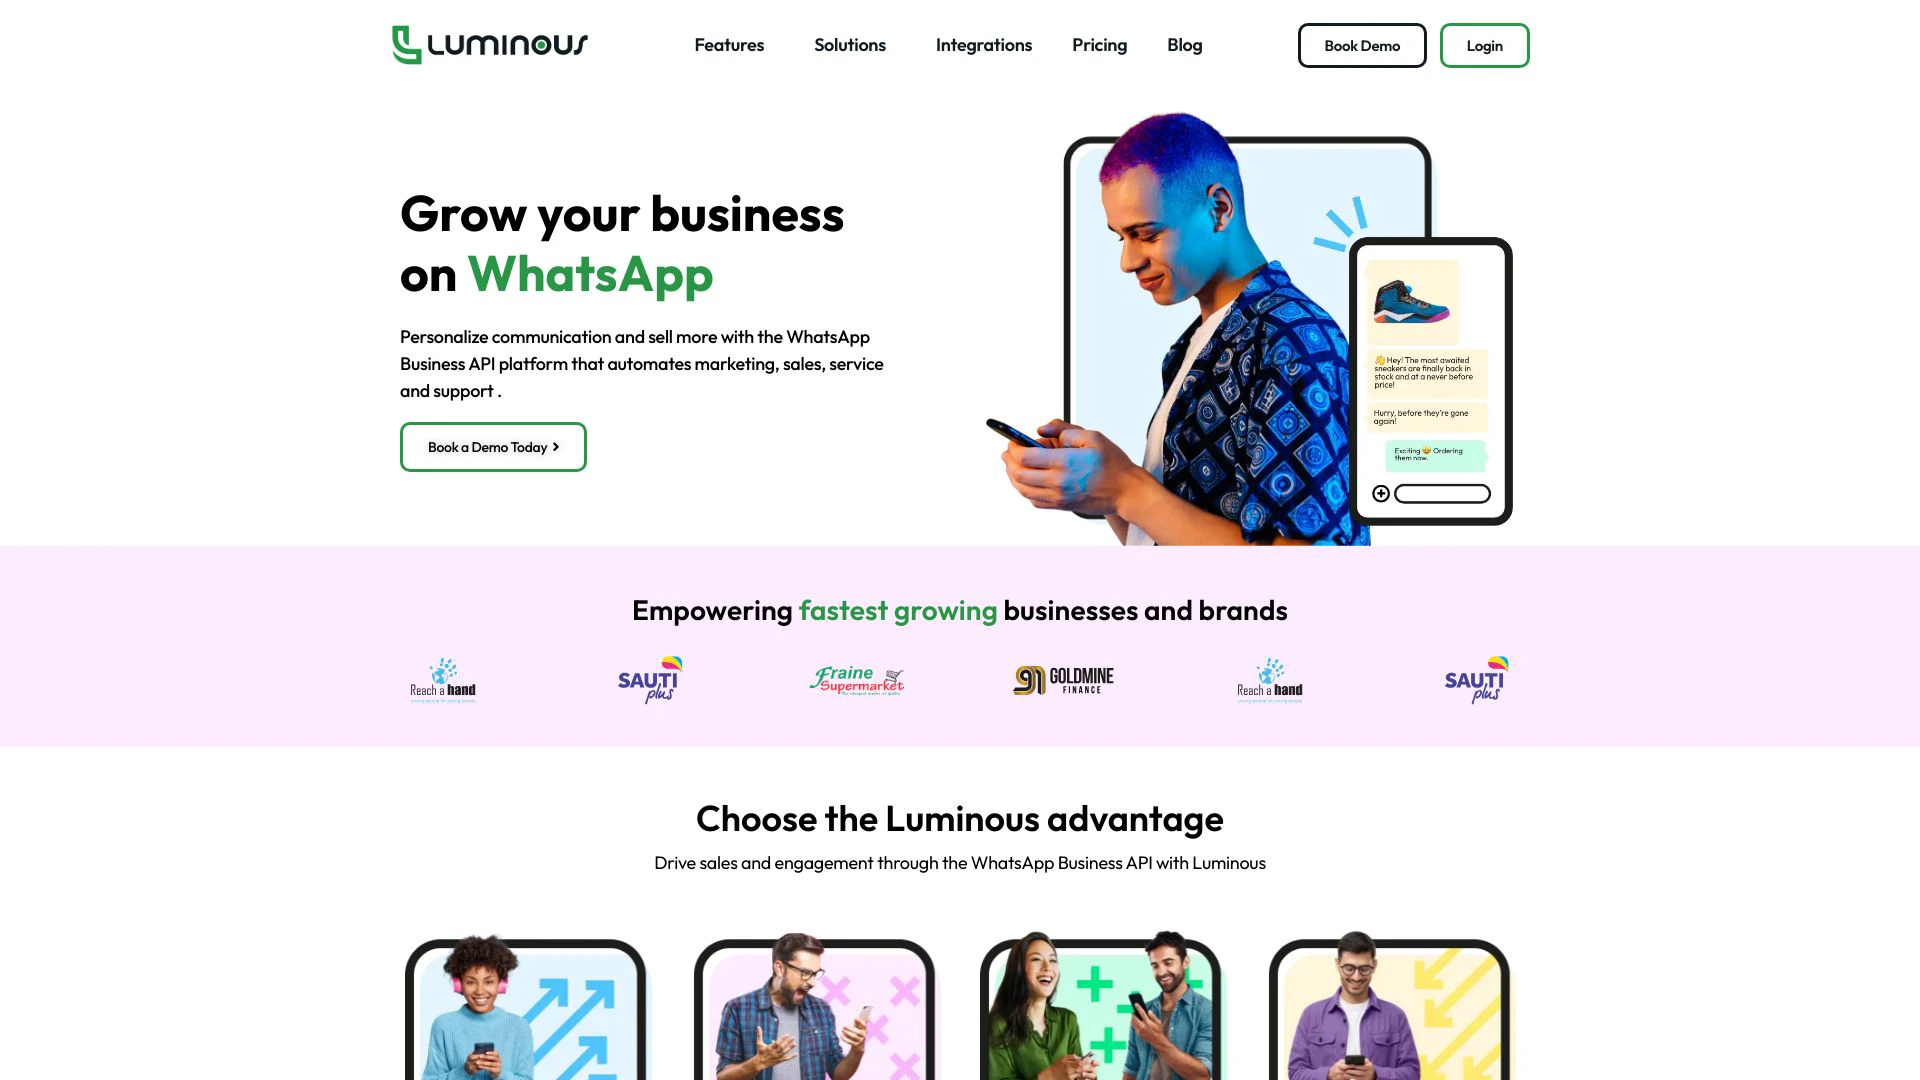 Luminous
Features
Solutions
Integrations
Pricing
Blog
Book Demo
Login
Grow your business
on WhatsApp
Personalize communication and sell more with the WhatsApp
Business API platform that automates marketing, sales, service
and support .
Book a Demo Today
👋 Hey! The most awaited
sneakers are finally back in
stock and at a never before
price!
Hurry, before they're gone
again!
Exciting 🤩 Ordering
them now.
Empowering fastest growing businesses and brands
Reach a hand
SAUTI
plus
Fraine
Supermarket
GOLDMINE
FINANCE
Reach a hand
SAUTI
plus
Choose the Luminous advantage
Drive sales and engagement through the WhatsApp Business API with Luminous